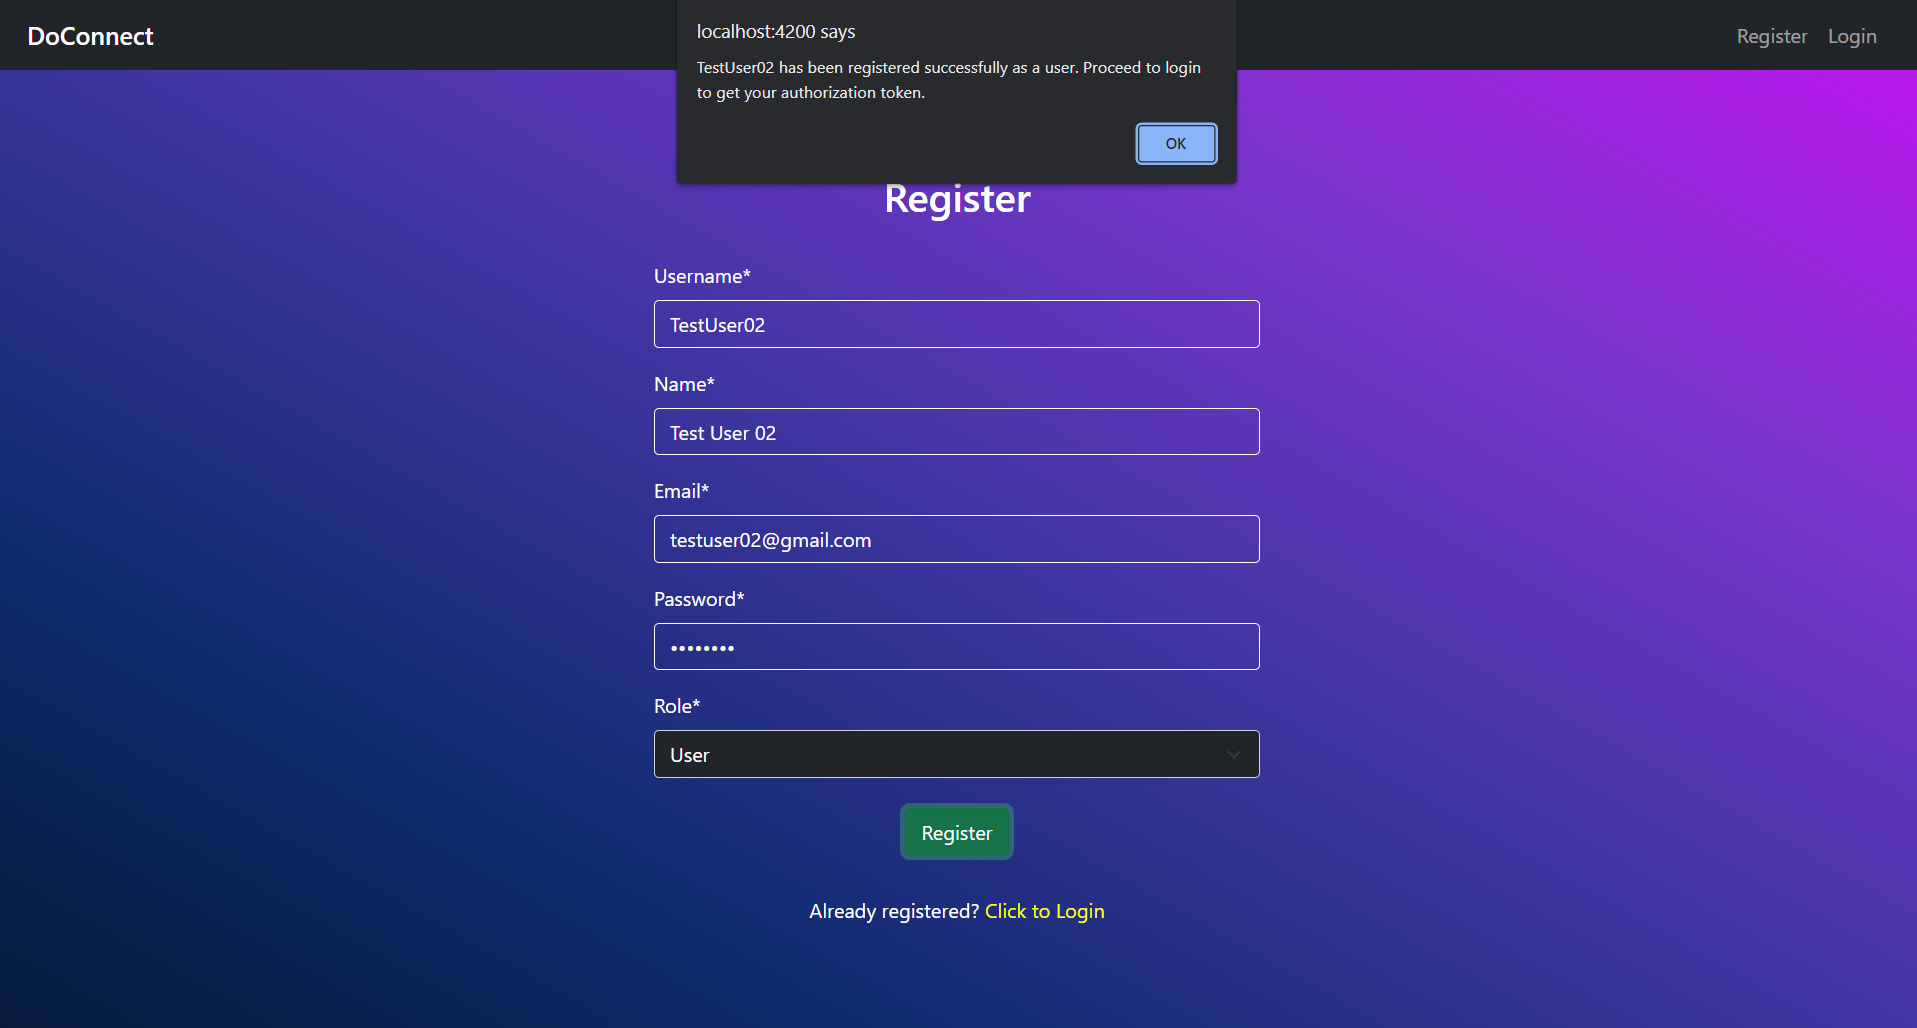 DoConnect
Register Login
localhost:4200 says
TestUser02 has been registered successfully as a user. Proceed to login
to get your authorization token.
OK
Register
Username*
TestUser02
Name*
Test User 02
Email*
testuser02@gmail.com
Password*
••••••••
Role*
User
Register
Already registered? Click to Login